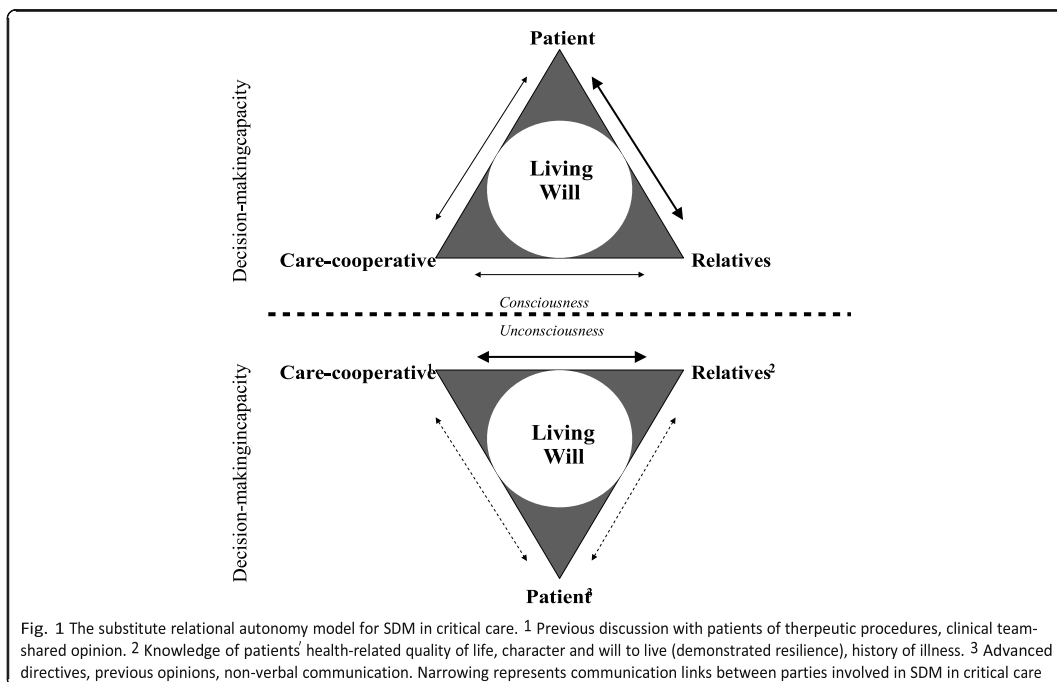 Patient
Decision-makingcapacity
Living
Will
Care-cooperative
Relatives
Consciousness
Unconsciousness
Care-cooperative1
Relatives2
Decision-makingincapacity
Living
Will
Patient3
Fig. 1 The substitute relational autonomy model for SDM in critical care. 1 Previous discussion with patients of therpeutic procedures, clinical team-
shared opinion. 2 Knowledge of patients' health-related quality of life, character and will to live (demonstrated resilience), history of illness. 3 Advanced
directives, previous opinions, non-verbal communication. Narrowing represents communication links between parties involved in SDM in critical care